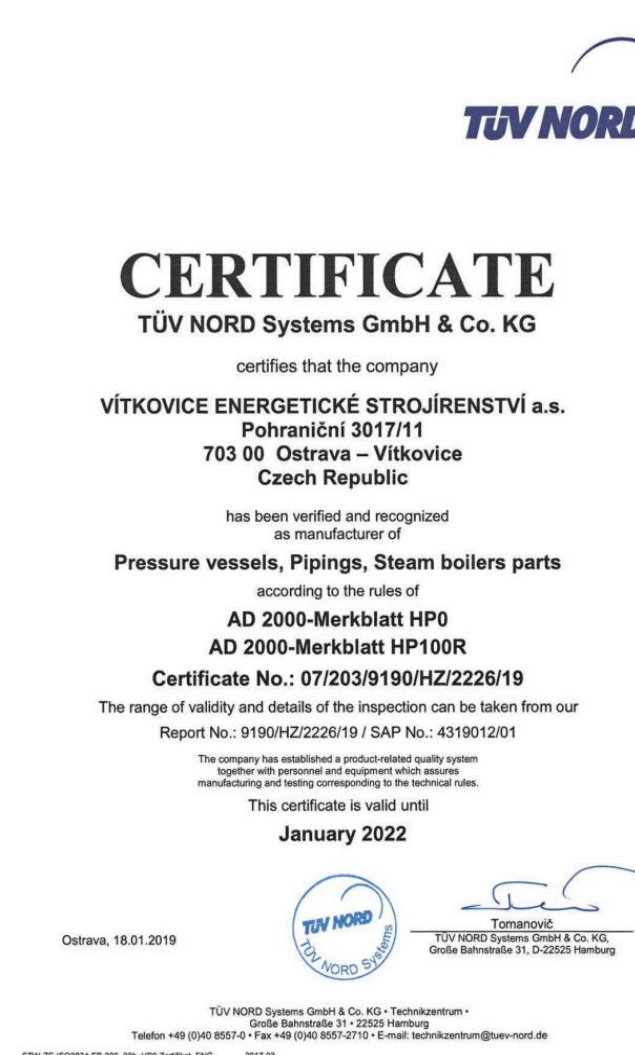 TÜV NORD
CERTIFICATE
TÜV NORD Systems GmbH & Co. KG
certifies that the company
VÍTKOVICE ENERGETICKÉ STROJÍRENSTVÍ a.s.
Pohraniční 3017/11
703 00 Ostrava – Vítkovice
Czech Republic
has been verified and recognized
as manufacturer of
Pressure vessels, Pipings, Steam boilers parts
according to the rules of
AD 2000-Merkblatt HP0
AD 2000-Merkblatt HP100R
Certificate No.: 07/203/9190/HZ/2226/19
The range of validity and details of the inspection can be taken from our
Report No.: 9190/HZ/2226/19 / SAP No.: 4319012/01
The company has established a product-related quality system
together with personnel and equipment which assures
manufacturing and testing corresponding to the technical rules.
This certificate is valid until
January 2022
TÜV NORD
TÜV NORD Systems
Ostrava, 18.01.2019
Tomanovič
TÜV NORD Systems GmbH & Co. KG,
Große Bahnstraße 31, D-22525 Hamburg
TÜV NORD Systems GmbH & Co. KG • Technikzentrum •
Große Bahnstraße 31 • 22525 Hamburg
Telefon +49 (0)40 8557-0 • Fax +49 (0)40 8557-2710 • E-mail: technikzentrum@tuev-nord.de